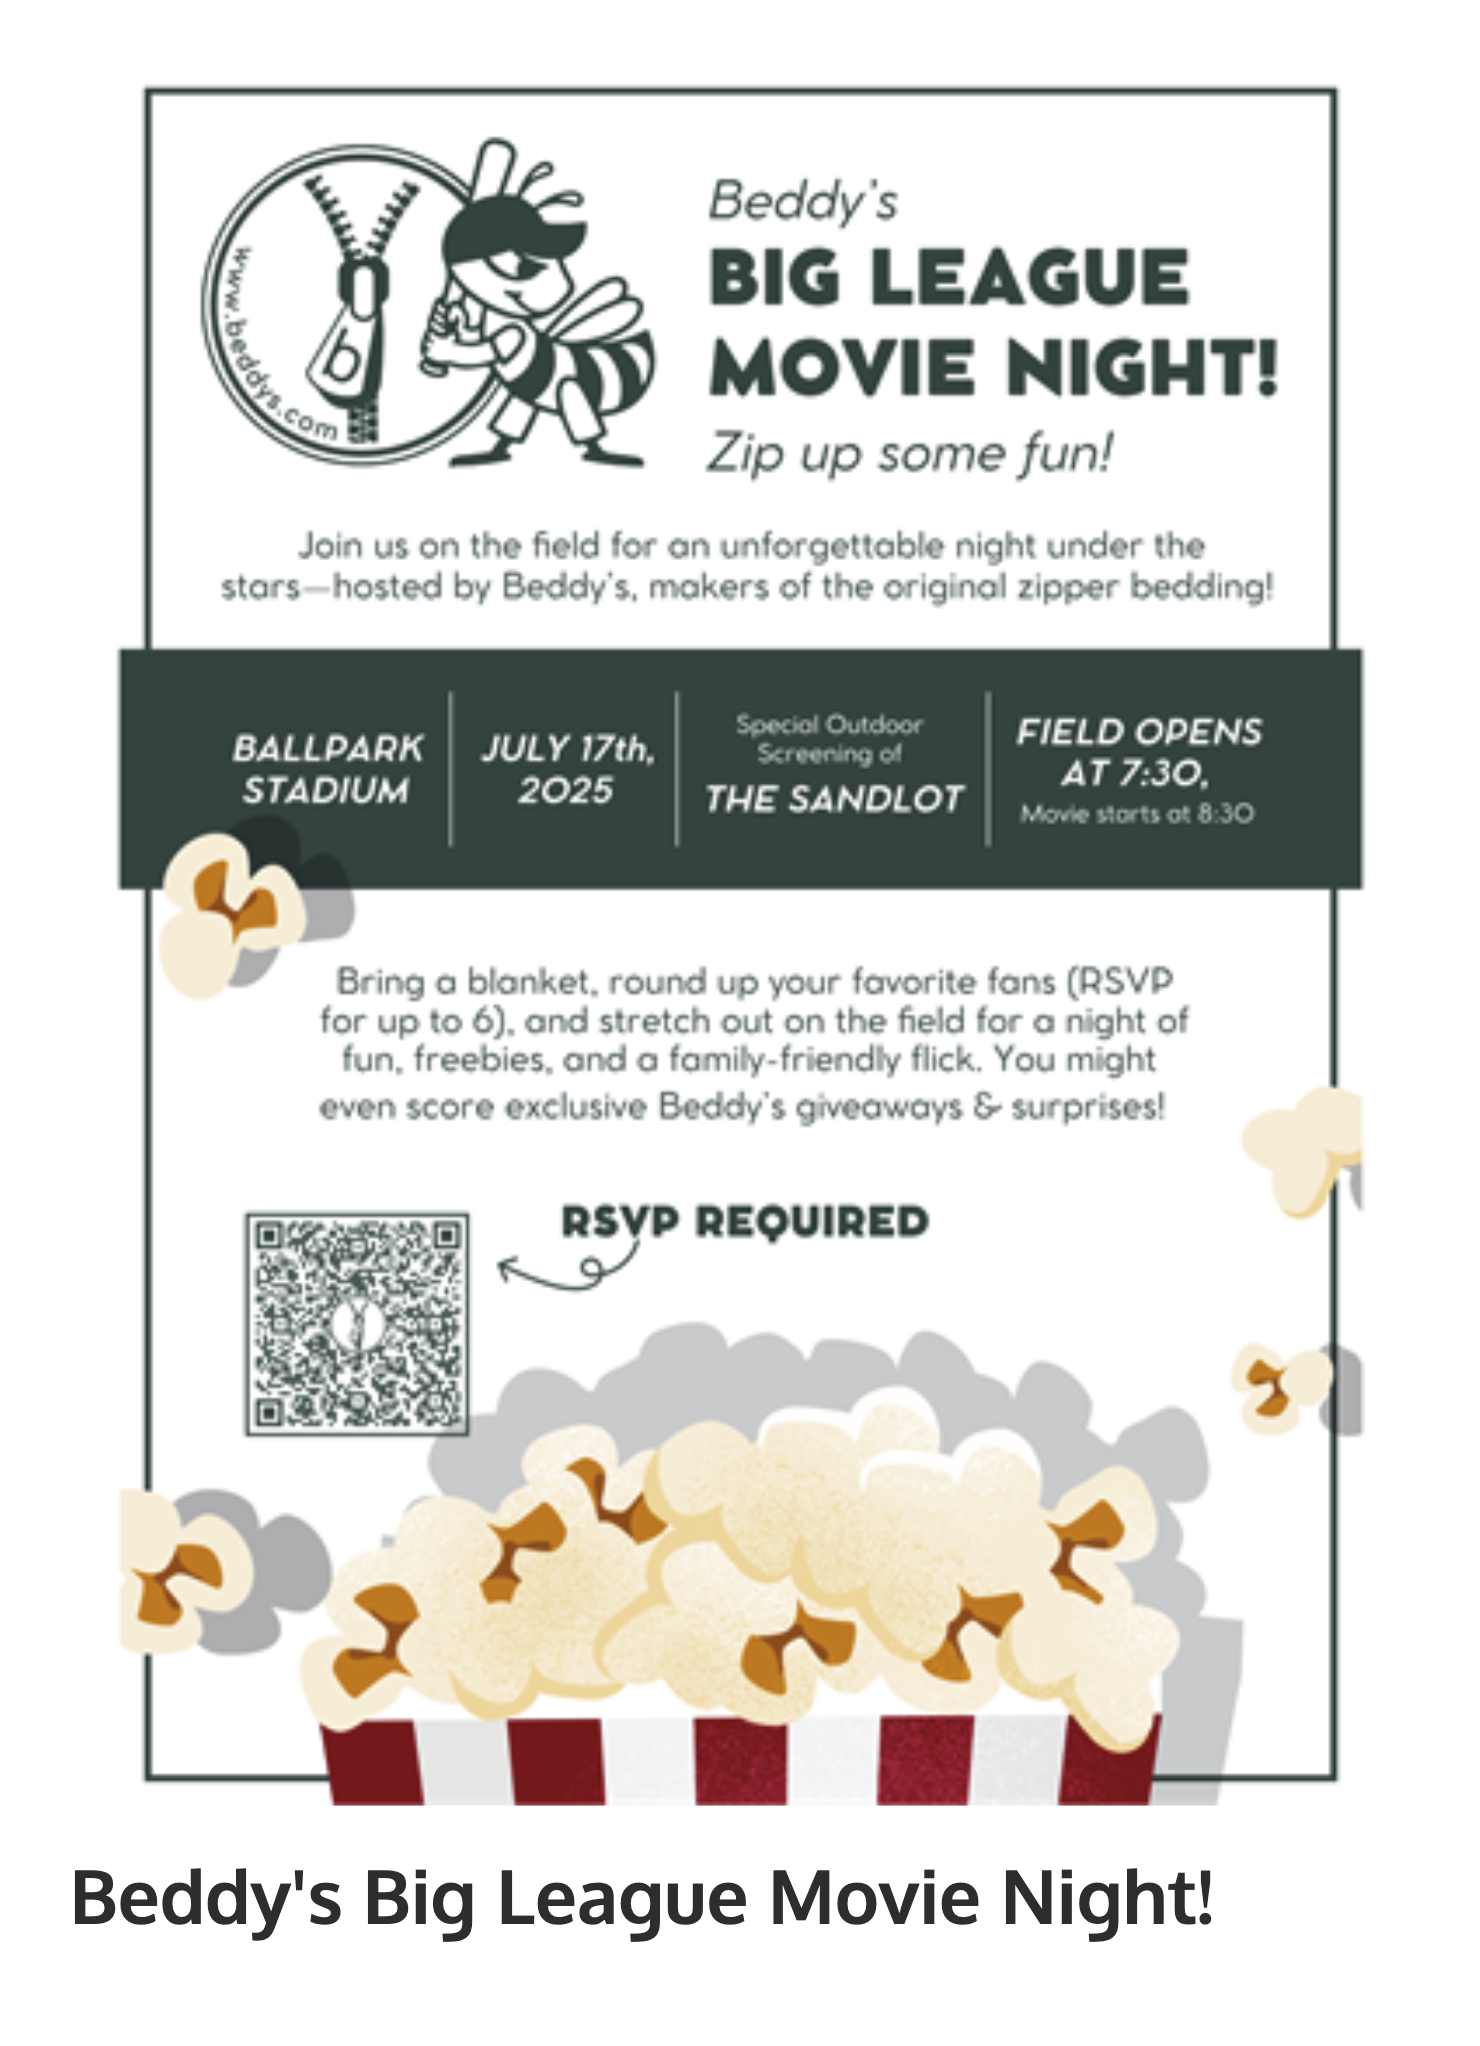 www.beddys.com
b
Beddy's
BIG LEAGUE
MOVIE NIGHT!
Zip up some fun!
Join us on the field for an unforgettable night under the
stars—hosted by Beddy's, makers of the original zipper bedding!
BALLPARK
STADIUM
JULY 17th,
2025
Special Outdoor
Screening of
THE SANDLOT
FIELD OPENS
AT 7:30,
Movie starts at 8:30
Bring a blanket, round up your favorite fans (RSVP
for up to 6), and stretch out on the field for a night of
fun, freebies, and a family-friendly flick. You might
even score exclusive Beddy's giveaways & surprises!
RSVP REQUIRED
Beddy's Big League Movie Night!